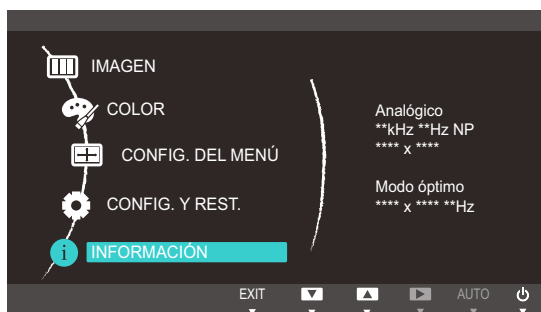 IMAGEN
COLOR
CONFIG. DEL MENÚ
CONFIG. Y REST.
i INFORMACIÓN
Analógico
**kHz **Hz NP
**** x ****
Modo óptimo
**** x **** **Hz
EXIT AUTO